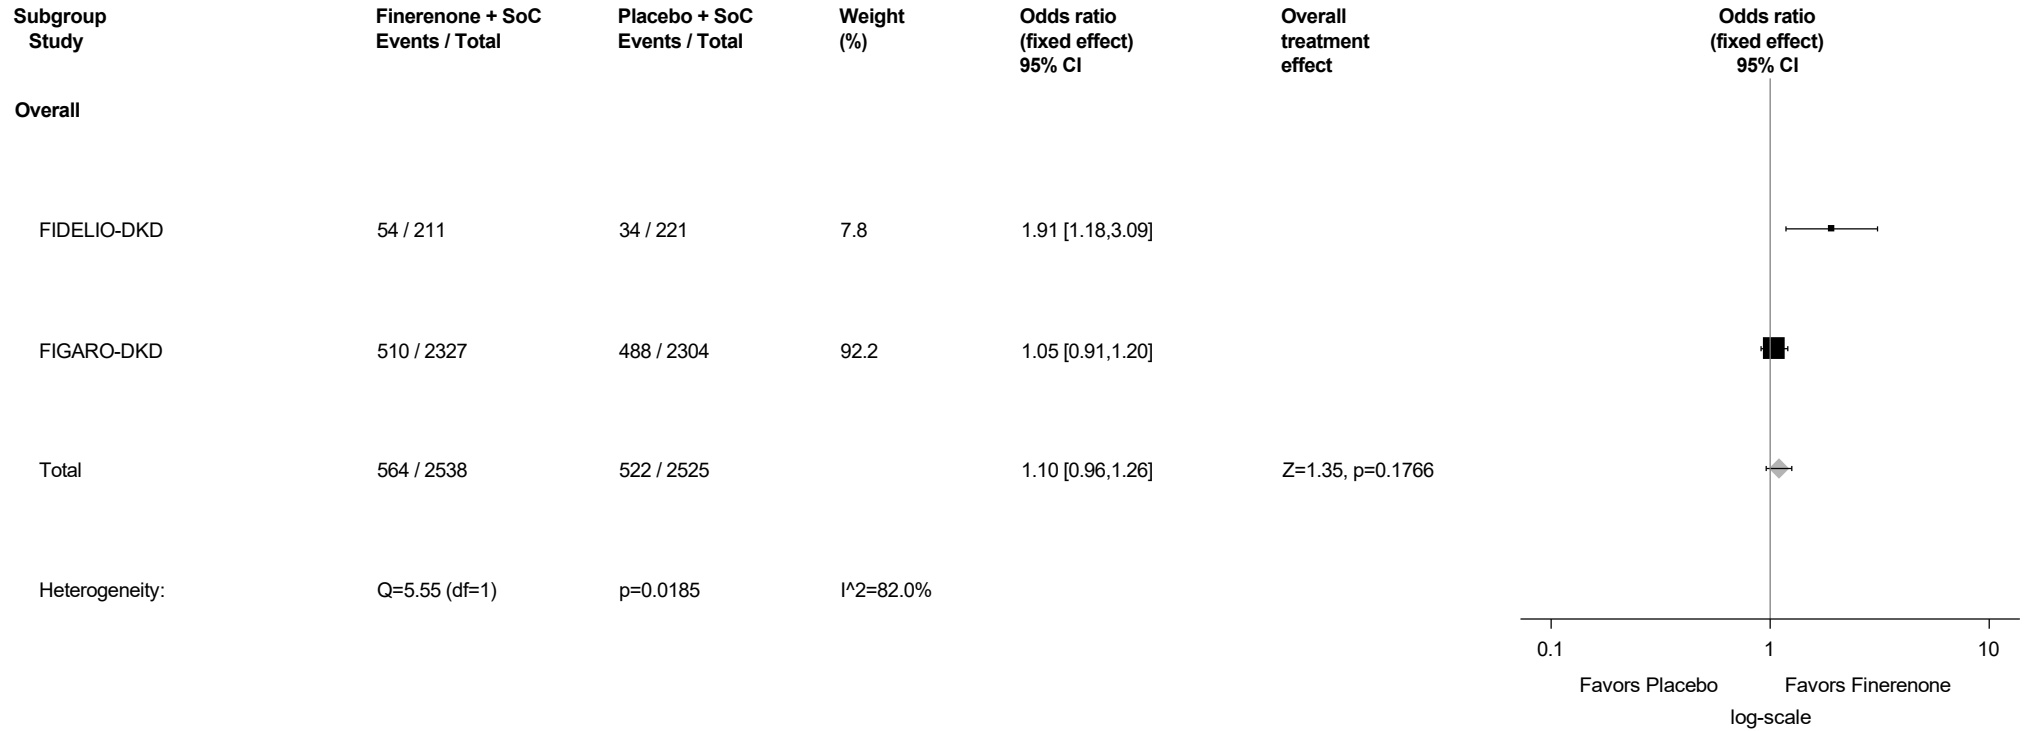 Subgroup Finerenone + SoC Placebo + SoC Weight Odds ratio Overall Odds ratio
Study Events / Total Events / Total (%) (fixed effect) treatment (fixed effect)
95% CI effect 95% CI
Overall
FIDELIO-DKD 54 / 211 34 / 221 7.8 1.91 [1.18,3.09]
FIGARO-DKD 510 / 2327 488 / 2304 92.2 1.05 [0.91,1.20]
Total 564 / 2538 522 / 2525 1.10 [0.96,1.26] Z=1.35, p=0.1766
Heterogeneity: Q=5.55 (df=1) p=0.0185 I^2=82.0%
0.1 1 10
Favors Placebo Favors Finerenone
log-scale